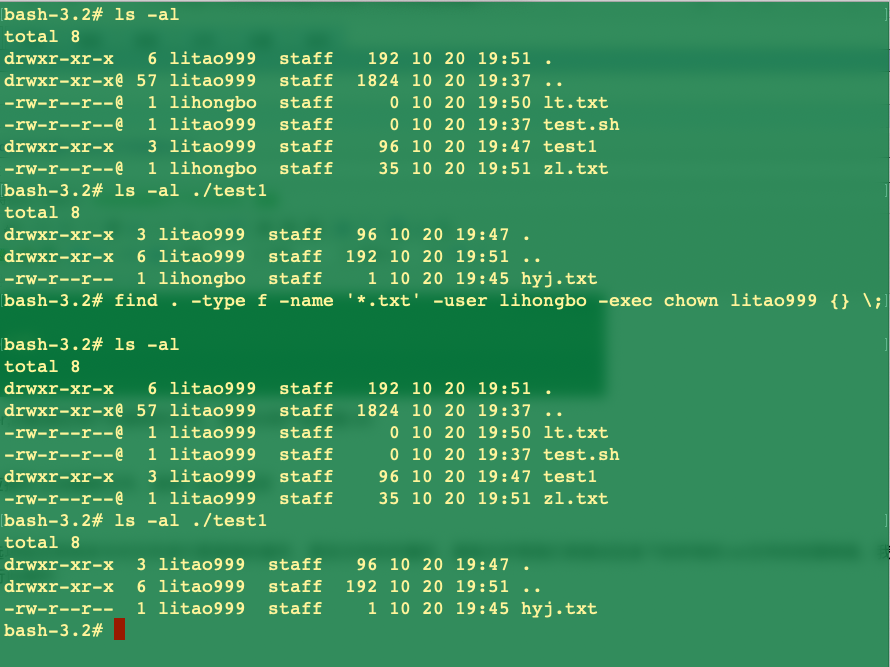 bash-3.2# ls -al
total 8
drwxr-xr-x   6 litao999  staff   192 10 20 19:51 .
drwxr-xr-x@ 57 litao999  staff  1824 10 20 19:37 ..
-rw-r--r--@  1 lihongbo  staff     0 10 20 19:50 lt.txt
-rw-r--r--@  1 litao999  staff     0 10 20 19:37 test.sh
drwxr-xr-x   3 litao999  staff    96 10 20 19:47 test1
-rw-r--r--@  1 lihongbo  staff    35 10 20 19:51 zl.txt
bash-3.2# ls -al ./test1
total 8
drwxr-xr-x  3 litao999  staff   96 10 20 19:47 .
drwxr-xr-x  6 litao999  staff  192 10 20 19:51 ..
-rw-r--r--  1 lihongbo  staff    1 10 20 19:45 hyj.txt
bash-3.2# find . -type f -name '*.txt' -user lihongbo -exec chown litao999 {} \;
bash-3.2# ls -al
total 8
drwxr-xr-x   6 litao999  staff   192 10 20 19:51 .
drwxr-xr-x@ 57 litao999  staff  1824 10 20 19:37 ..
-rw-r--r--@  1 litao999  staff     0 10 20 19:50 lt.txt
-rw-r--r--@  1 litao999  staff     0 10 20 19:37 test.sh
drwxr-xr-x   3 litao999  staff    96 10 20 19:47 test1
-rw-r--r--@  1 litao999  staff    35 10 20 19:51 zl.txt
bash-3.2# ls -al ./test1
total 8
drwxr-xr-x  3 litao999  staff   96 10 20 19:47 .
drwxr-xr-x  6 litao999  staff  192 10 20 19:51 ..
-rw-r--r--  1 litao999  staff    1 10 20 19:45 hyj.txt
bash-3.2#